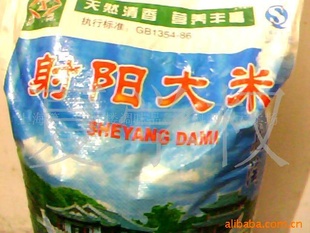 天然清香 营养丰富
执行标准:GB1354-86
射阳大米
SHEYANG DAMI
alibaba.com.cn